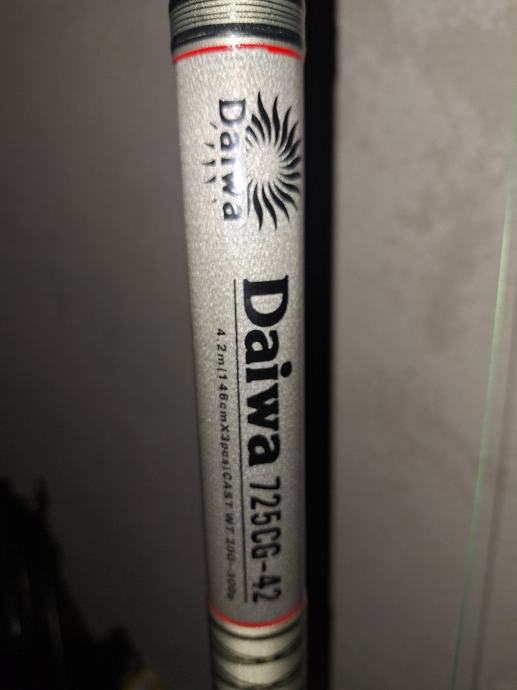 Daiwa
Daiwa 725CG-42
4.2m(146cmX3pcs)CAST WT 200-300g